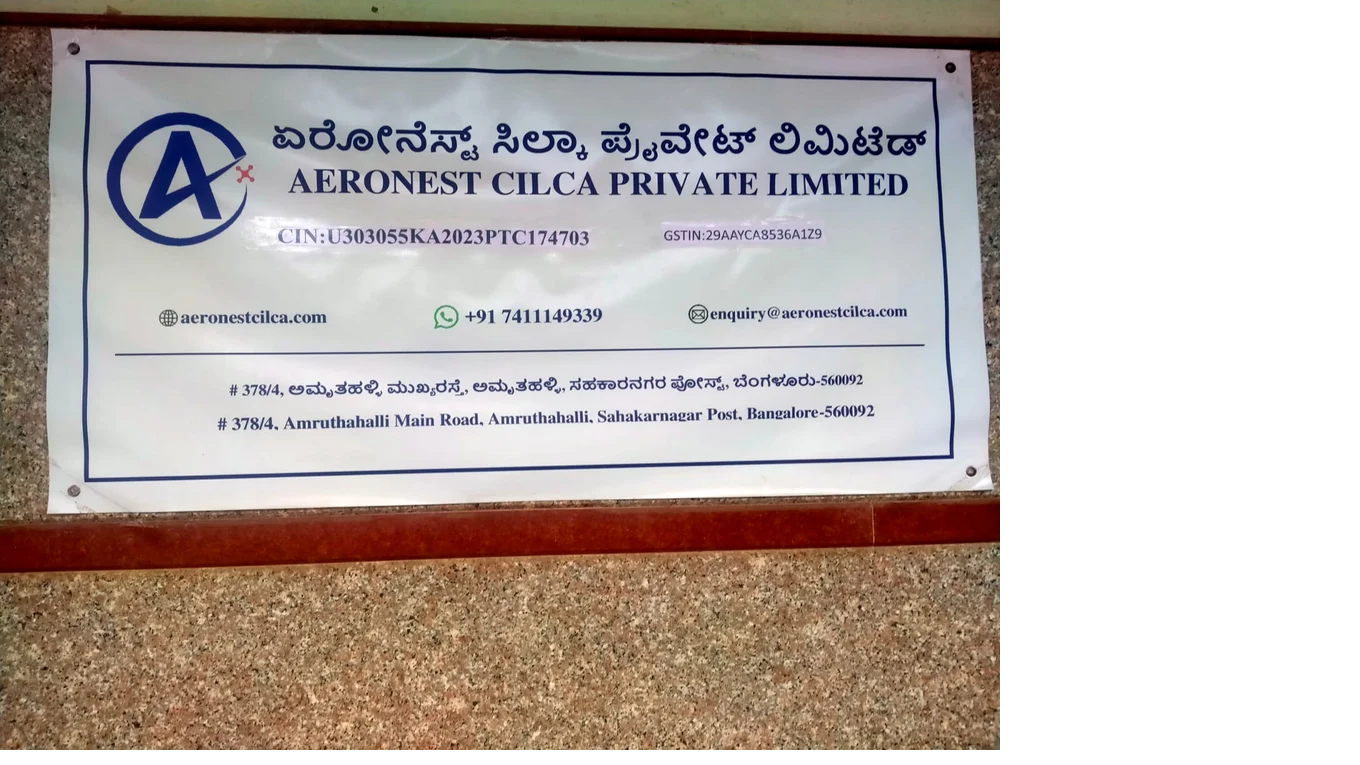 ಏರೋನೆಸ್ಟ್ ಸಿಲ್ಕಾ ಪ್ರೈವೇಟ್ ಲಿಮಿಟೆಡ್
AERONEST CILCA PRIVATE LIMITED
CIN:U303055KA2023PTC174703 GSTIN:29AAYCA8536A1Z9
aeronestcilca.com +91 7411149339 enquiry@aeronestcilca.com
# 378/4, ಅಮೃತಹಳ್ಳಿ ಮುಖ್ಯರಸ್ತೆ, ಅಮೃತಹಳ್ಳಿ, ಸಹಕಾರನಗರ ಪೋಸ್ಟ್, ಬೆಂಗಳೂರು-560092
# 378/4, Amruthahalli Main Road, Amruthahalli, Sahakarnagar Post, Bangalore-560092